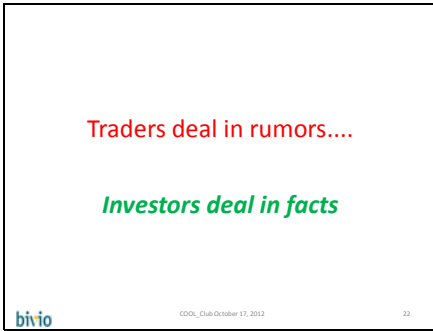 Traders deal in rumors....
Investors deal in facts
bivio
COOL_Club October 17, 2012
22